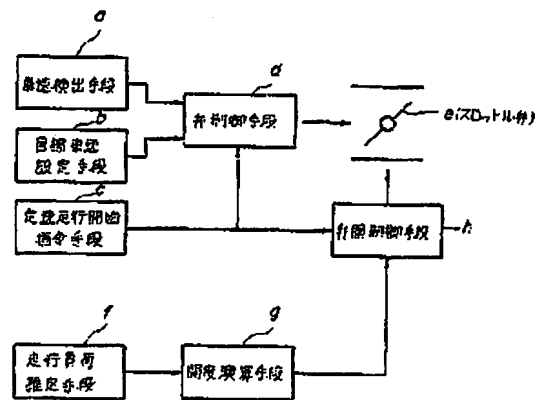 a
車速検出手段
b
目標車速
設定手段
c
定速走行開始
指令手段
d
弁制御手段
e(スロットル弁)
弁開制御手段
h
f
走行負荷
推定手段
g
開度演算手段